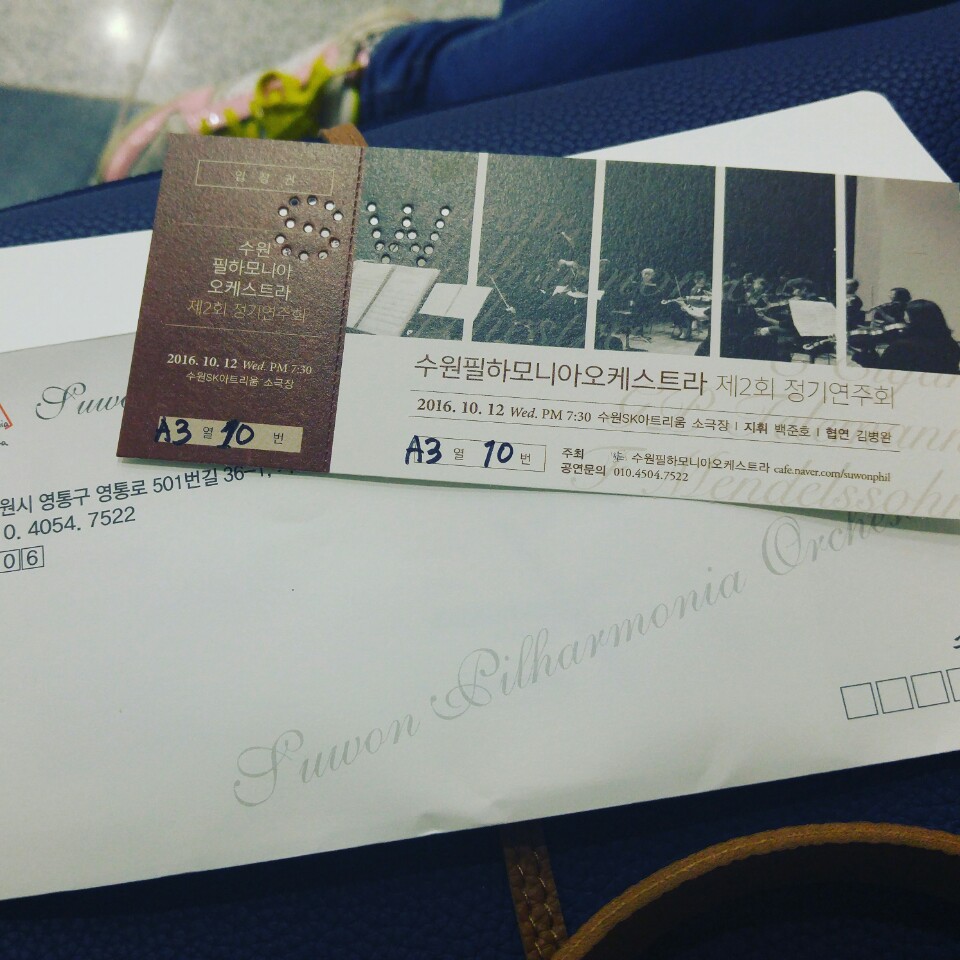 입장권
SW
수원
필하모니아
오케스트라
제2회 정기연주회
2016. 10. 12 Wed. PM 7:30
수원SK아트리움 소극장
A3 열 10 번
수원필하모니아오케스트라 제2회 정기연주회
2016. 10. 12 Wed. PM 7:30 수원SK아트리움 소극장 | 지휘 백준호 | 협연 김병완
A3 열 10 번
주최 수원필하모니아오케스트라 cafe.naver.com/suwonphil
공연문의 010.4504.7522
Mendelssohn
Suwon
원시 영통구 영통로 501번길 36-1,
0. 4054. 7522
06
Suwon Pilharmonia Orches